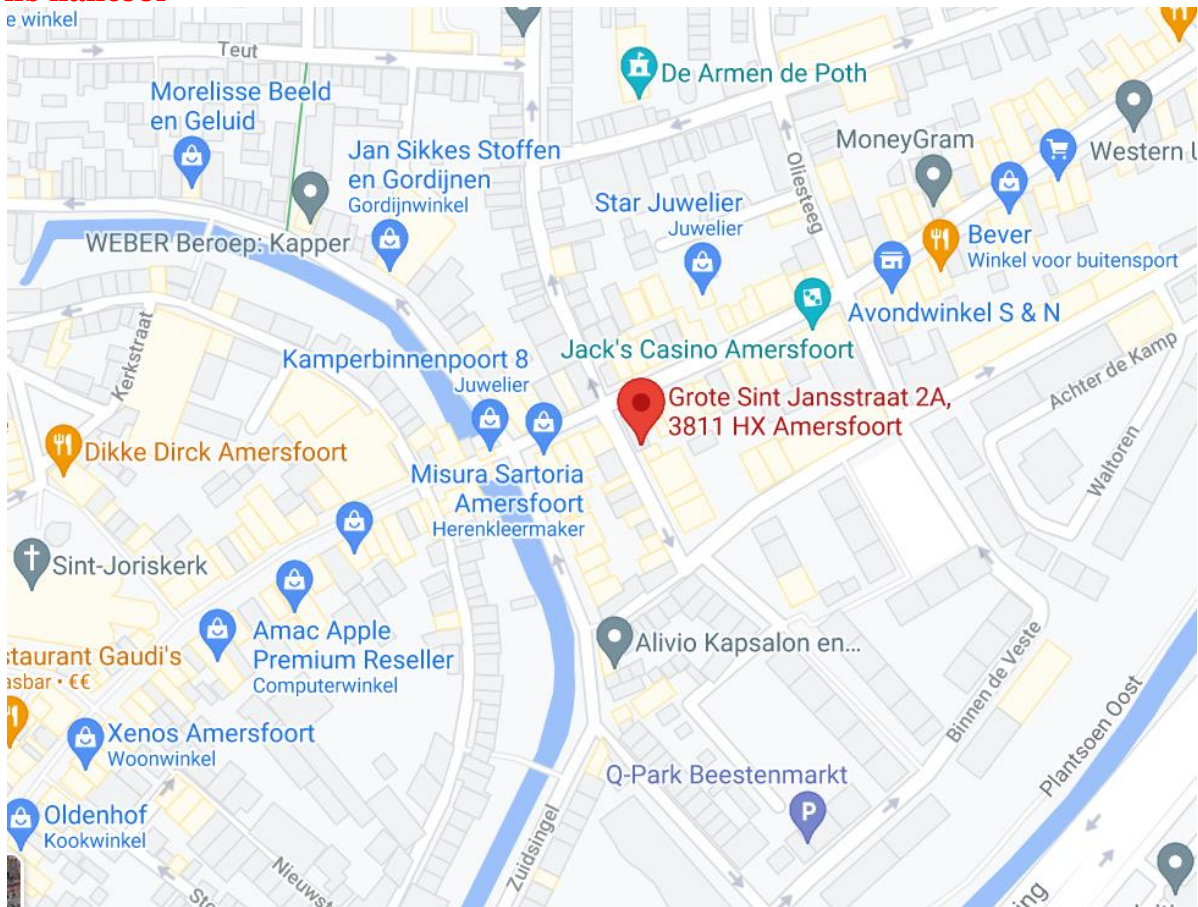 e winkel
Teut
De Armen de Poth
Morelisse Beeld
en Geluid
MoneyGram
Western U
Jan Sikkes Stoffen
en Gordijnen
Gordijnwinkel
Oliesteeg
Star Juwelier
Juwelier
WEBER Beroep: Kapper
Bever
Winkel voor buitensport
Avondwinkel S & N
Kerkstraat
Kamperbinnenpoort 8
Juwelier
Jack's Casino Amersfoort
Achter de Kamp
Grote Sint Jansstraat 2A,
3811 HX Amersfoort
Dikke Dirck Amersfoort
Waltoren
Misura Sartoria
Amersfoort
Herenkleermaker
Sint-Joriskerk
Amac Apple
Premium Reseller
Computerwinkel
Alivio Kapsalon en...
staurant Gaudi's
asbar • €€
Binnen de Veste
Plantsoen Oost
Xenos Amersfoort
Woonwinkel
Q-Park Beestenmarkt
P
Oldenhof
Kookwinkel
Zuidsingel
Nieuwst